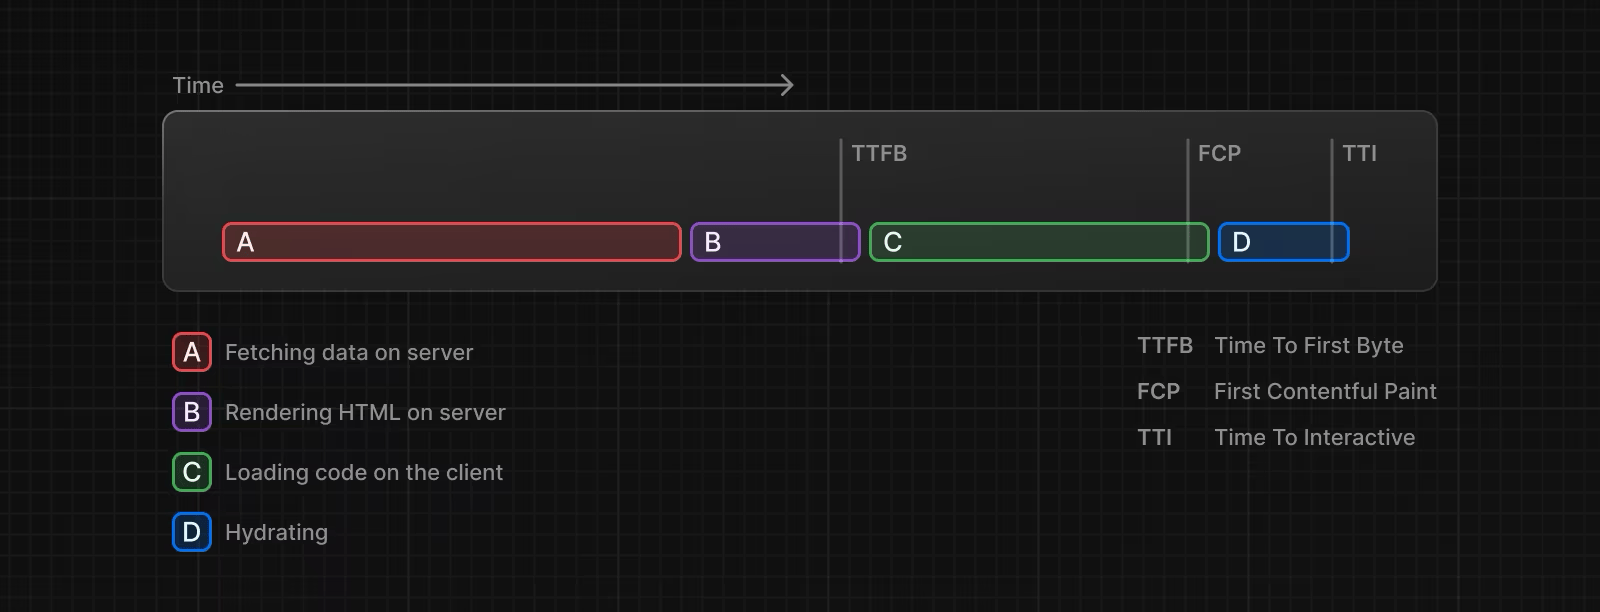 Time
TTFB
FCP
TTI
A
B
C
D
A Fetching data on server
B Rendering HTML on server
C Loading code on the client
D Hydrating
TTFB Time To First Byte
FCP First Contentful Paint
TTI Time To Interactive